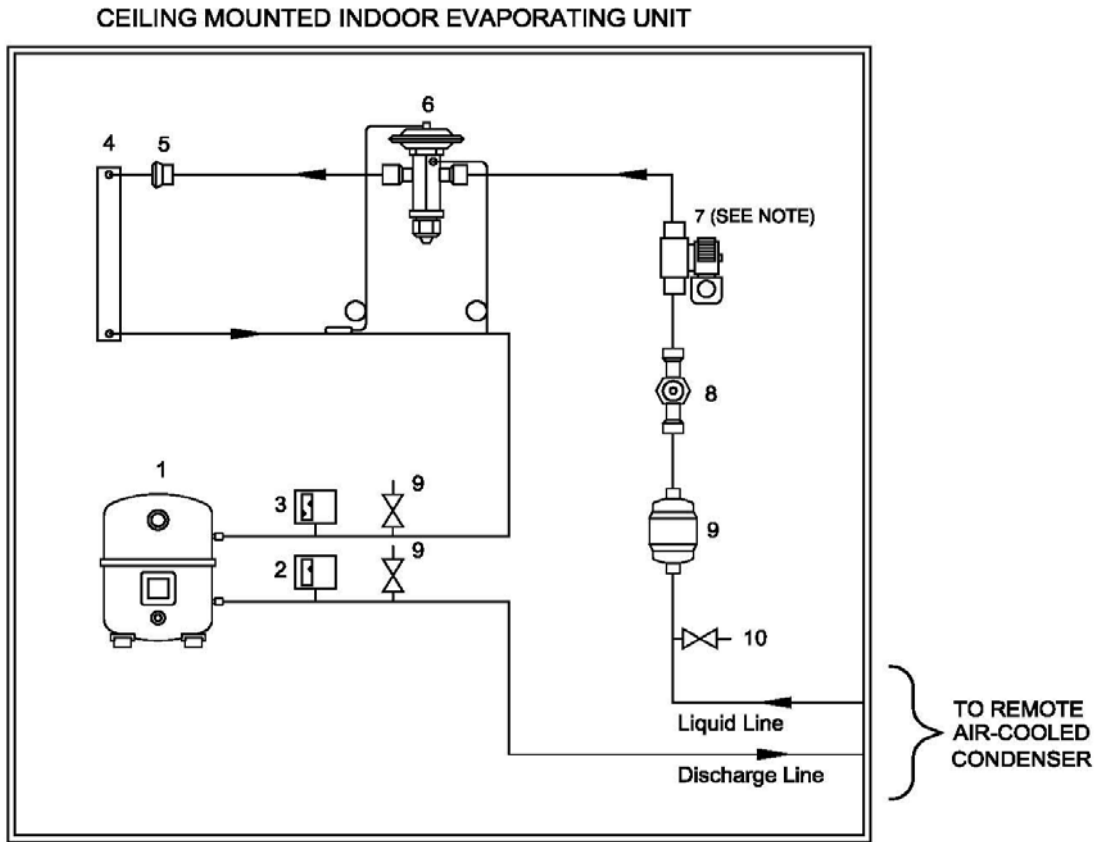 CEILING MOUNTED INDOOR EVAPORATING UNIT
6
4
5
7 (SEE NOTE)
8
1
3
9
2
9
9
10
Liquid Line
Discharge Line
TO REMOTE
AIR-COOLED
CONDENSER